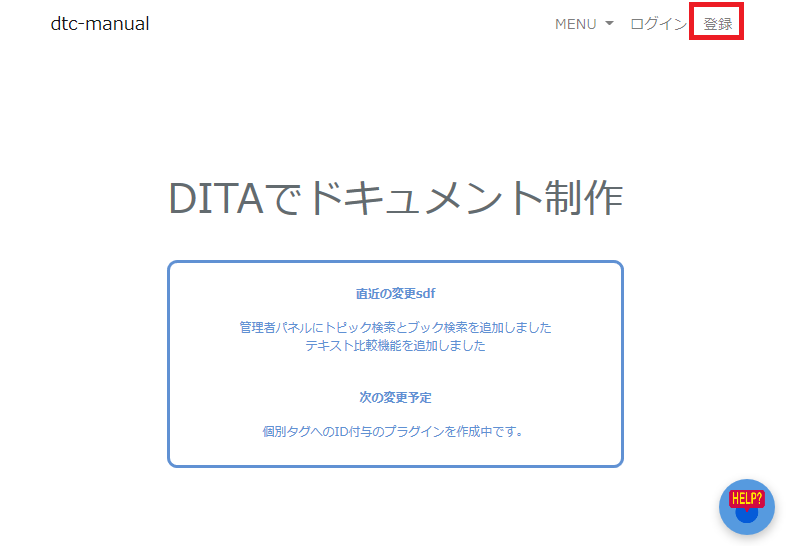 dtc-manual
MENU
ログイン
登録
DITAでドキュメント制作
直近の変更sdf
管理者パネルにトピック検索とブック検索を追加しました
テキスト比較機能を追加しました
次の変更予定
個別タグへのID付与のプラグインを作成中です。
HELP?